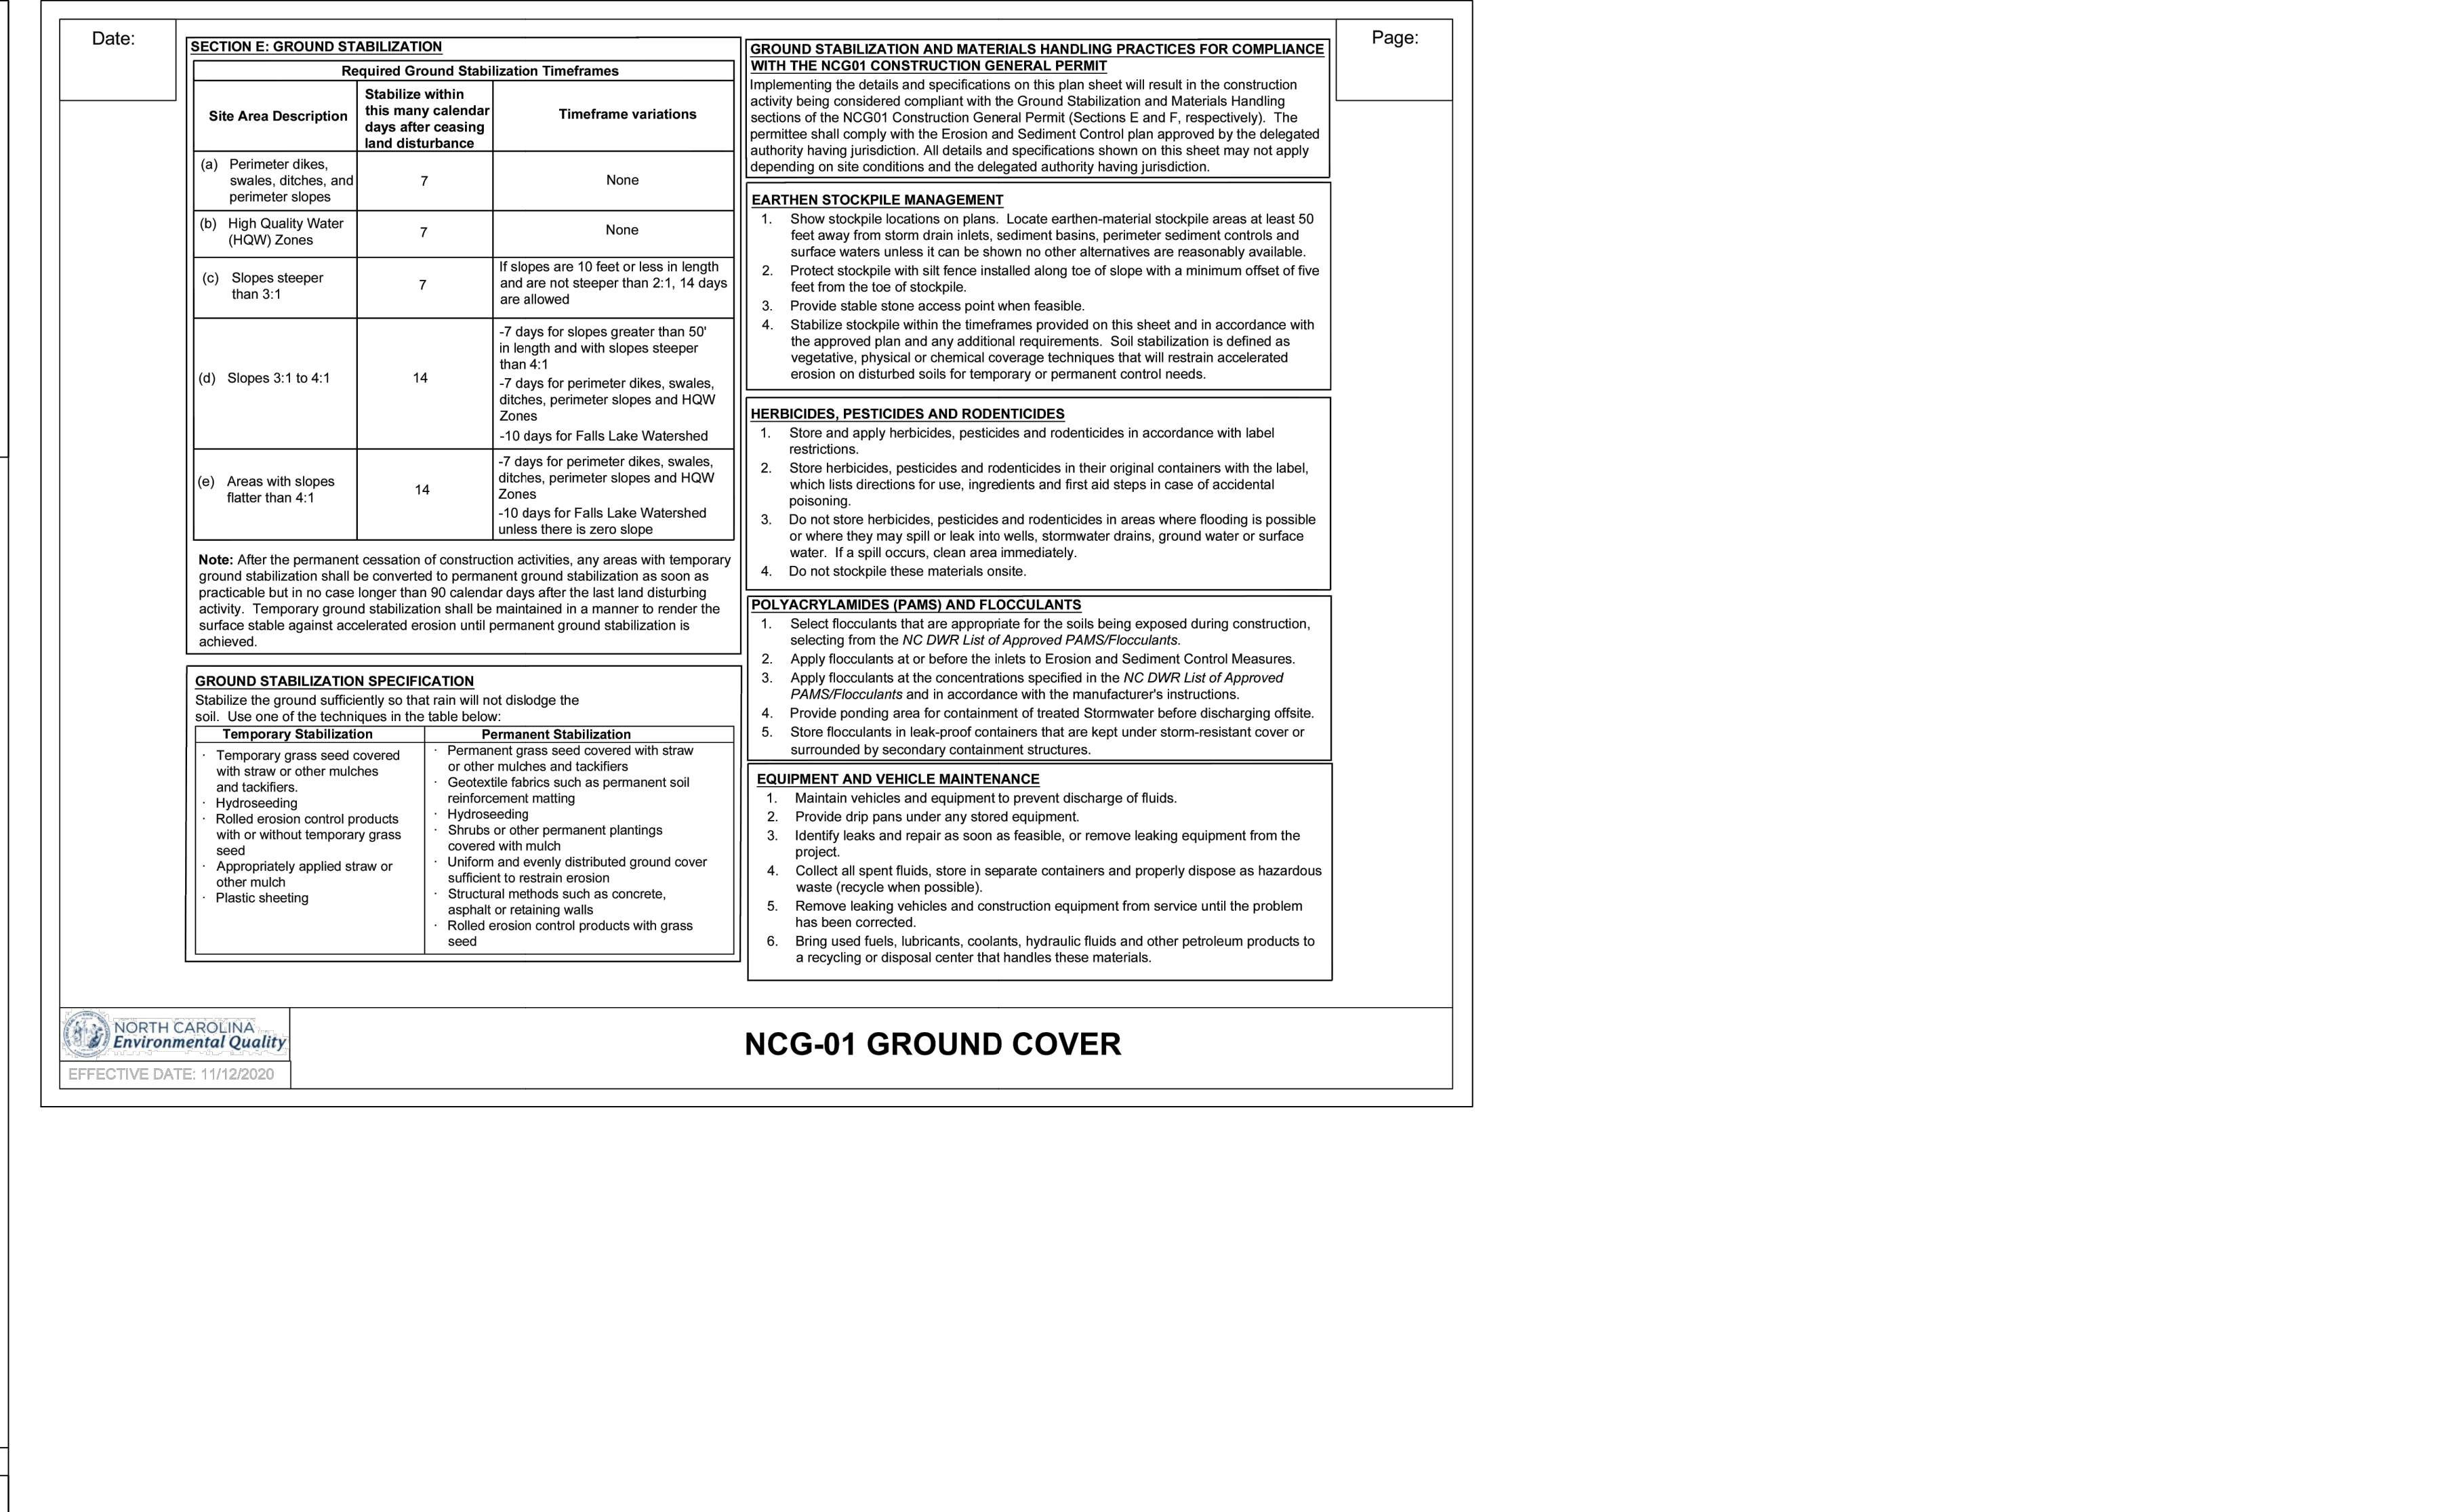 Date:
SECTION E: GROUND STABILIZATION
Required Ground Stabilization Timeframes
Site Area Description
Stabilize within
this many calendar
days after ceasing
land disturbance
Timeframe variations
(a) Perimeter dikes,
swales, ditches, and
perimeter slopes
7
None
(b) High Quality Water
(HQW) Zones
7
None
(c) Slopes steeper
than 3:1
7
If slopes are 10 feet or less in length
and are not steeper than 2:1, 14 days
are allowed
(d) Slopes 3:1 to 4:1
14
-7 days for slopes greater than 50'
in length and with slopes steeper
than 4:1
-7 days for perimeter dikes, swales,
ditches, perimeter slopes and HQW
Zones
-10 days for Falls Lake Watershed
(e) Areas with slopes
flatter than 4:1
14
-7 days for perimeter dikes, swales,
ditches, perimeter slopes and HQW
Zones
-10 days for Falls Lake Watershed
unless there is zero slope
Note: After the permanent cessation of construction activities, any areas with temporary
ground stabilization shall be converted to permanent ground stabilization as soon as
practicable but in no case longer than 90 calendar days after the last land disturbing
activity. Temporary ground stabilization shall be maintained in a manner to render the
surface stable against accelerated erosion until permanent ground stabilization is
achieved.
GROUND STABILIZATION SPECIFICATION
Stabilize the ground sufficiently so that rain will not dislodge the
soil. Use one of the techniques in the table below:
Temporary Stabilization
· Temporary grass seed covered
with straw or other mulches
and tackifiers.
· Hydroseeding
· Rolled erosion control products
with or without temporary grass
seed
· Appropriately applied straw or
other mulch
· Plastic sheeting
Permanent Stabilization
· Permanent grass seed covered with straw
or other mulches and tackifiers
· Geotextile fabrics such as permanent soil
reinforcement matting
· Hydroseeding
· Shrubs or other permanent plantings
covered with mulch
· Uniform and evenly distributed ground cover
sufficient to restrain erosion
· Structural methods such as concrete,
asphalt or retaining walls
· Rolled erosion control products with grass
seed
GROUND STABILIZATION AND MATERIALS HANDLING PRACTICES FOR COMPLIANCE
WITH THE NCG01 CONSTRUCTION GENERAL PERMIT
Implementing the details and specifications on this plan sheet will result in the construction
activity being considered compliant with the Ground Stabilization and Materials Handling
sections of the NCG01 Construction General Permit (Sections E and F, respectively). The
permittee shall comply with the Erosion and Sediment Control plan approved by the delegated
authority having jurisdiction. All details and specifications shown on this sheet may not apply
depending on site conditions and the delegated authority having jurisdiction.
EARTHEN STOCKPILE MANAGEMENT
1. Show stockpile locations on plans. Locate earthen-material stockpile areas at least 50
feet away from storm drain inlets, sediment basins, perimeter sediment controls and
surface waters unless it can be shown no other alternatives are reasonably available.
2. Protect stockpile with silt fence installed along toe of slope with a minimum offset of five
feet from the toe of stockpile.
3. Provide stable stone access point when feasible.
4. Stabilize stockpile within the timeframes provided on this sheet and in accordance with
the approved plan and any additional requirements. Soil stabilization is defined as
vegetative, physical or chemical coverage techniques that will restrain accelerated
erosion on disturbed soils for temporary or permanent control needs.
HERBICIDES, PESTICIDES AND RODENTICIDES
1. Store and apply herbicides, pesticides and rodenticides in accordance with label
restrictions.
2. Store herbicides, pesticides and rodenticides in their original containers with the label,
which lists directions for use, ingredients and first aid steps in case of accidental
poisoning.
3. Do not store herbicides, pesticides and rodenticides in areas where flooding is possible
or where they may spill or leak into wells, stormwater drains, ground water or surface
water. If a spill occurs, clean area immediately.
4. Do not stockpile these materials onsite.
POLYACRYLAMIDES (PAMS) AND FLOCCULANTS
1. Select flocculants that are appropriate for the soils being exposed during construction,
selecting from the NC DWR List of Approved PAMS/Flocculants.
2. Apply flocculants at or before the inlets to Erosion and Sediment Control Measures.
3. Apply flocculants at the concentrations specified in the NC DWR List of Approved
PAMS/Flocculants and in accordance with the manufacturer's instructions.
4. Provide ponding area for containment of treated Stormwater before discharging offsite.
5. Store flocculants in leak-proof containers that are kept under storm-resistant cover or
surrounded by secondary containment structures.
EQUIPMENT AND VEHICLE MAINTENANCE
1. Maintain vehicles and equipment to prevent discharge of fluids.
2. Provide drip pans under any stored equipment.
3. Identify leaks and repair as soon as feasible, or remove leaking equipment from the
project.
4. Collect all spent fluids, store in separate containers and properly dispose as hazardous
waste (recycle when possible).
5. Remove leaking vehicles and construction equipment from service until the problem
has been corrected.
6. Bring used fuels, lubricants, coolants, hydraulic fluids and other petroleum products to
a recycling or disposal center that handles these materials.
Page:
NORTH CAROLINA
Environmental Quality
EFFECTIVE DATE: 11/12/2020
NCG-01 GROUND COVER